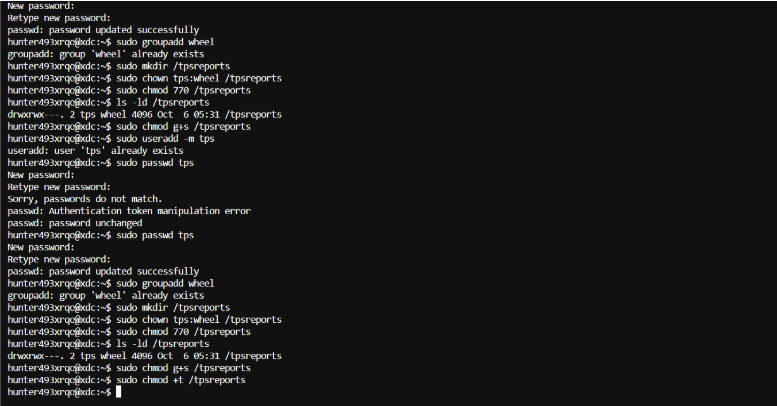 New password:
Retype new password:
passwd: password updated successfully
hunter493xrqo@xdc:~$ sudo groupadd wheel
groupadd: group 'wheel' already exists
hunter493xrqo@xdc:~$ sudo mkdir /tpsreports
hunter493xrqo@xdc:~$ sudo chown tps:wheel /tpsreports
hunter493xrqo@xdc:~$ sudo chmod 770 /tpsreports
hunter493xrqo@xdc:~$ ls -ld /tpsreports
drwxrwx---. 2 tps wheel 4096 Oct  6 05:31 /tpsreports
hunter493xrqo@xdc:~$ sudo chmod g+s /tpsreports
hunter493xrqo@xdc:~$ sudo useradd -m tps
useradd: user 'tps' already exists
hunter493xrqo@xdc:~$ sudo passwd tps
New password:
Retype new password:
Sorry, passwords do not match.
passwd: Authentication token manipulation error
passwd: password unchanged
hunter493xrqo@xdc:~$ sudo passwd tps
New password:
Retype new password:
passwd: password updated successfully
hunter493xrqo@xdc:~$ sudo groupadd wheel
groupadd: group 'wheel' already exists
hunter493xrqo@xdc:~$ sudo mkdir /tpsreports
hunter493xrqo@xdc:~$ sudo chown tps:wheel /tpsreports
hunter493xrqo@xdc:~$ sudo chmod 770 /tpsreports
hunter493xrqo@xdc:~$ ls -ld /tpsreports
drwxrwx---. 2 tps wheel 4096 Oct  6 05:31 /tpsreports
hunter493xrqo@xdc:~$ sudo chmod g+s /tpsreports
hunter493xrqo@xdc:~$ sudo chmod +t /tpsreports
hunter493xrqo@xdc:~$